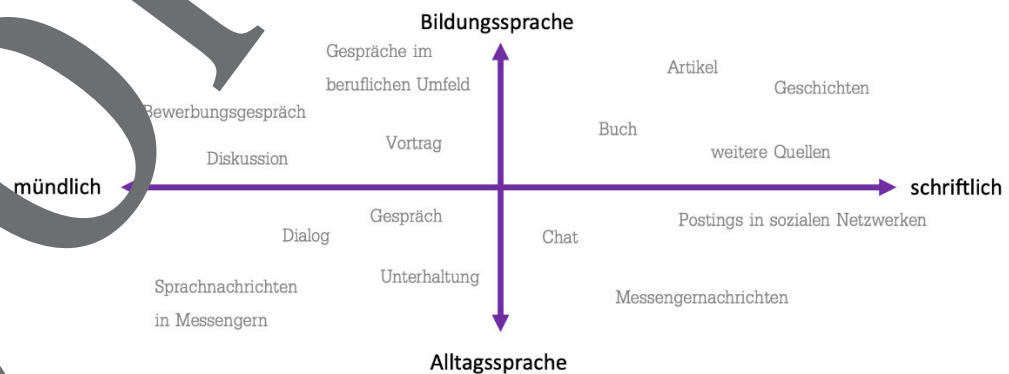 Bildungssprache
Gespräche im
beruflichen Umfeld
Artikel
Geschichten
Bewerbungsgespräch
Buch
Vortrag
weitere Quellen
Diskussion
mündlich
schriftlich
Gespräch
Postings in sozialen Netzwerken
Dialog
Chat
Unterhaltung
Sprachnachrichten
in Messengern
Messengernachrichten
Alltagssprache